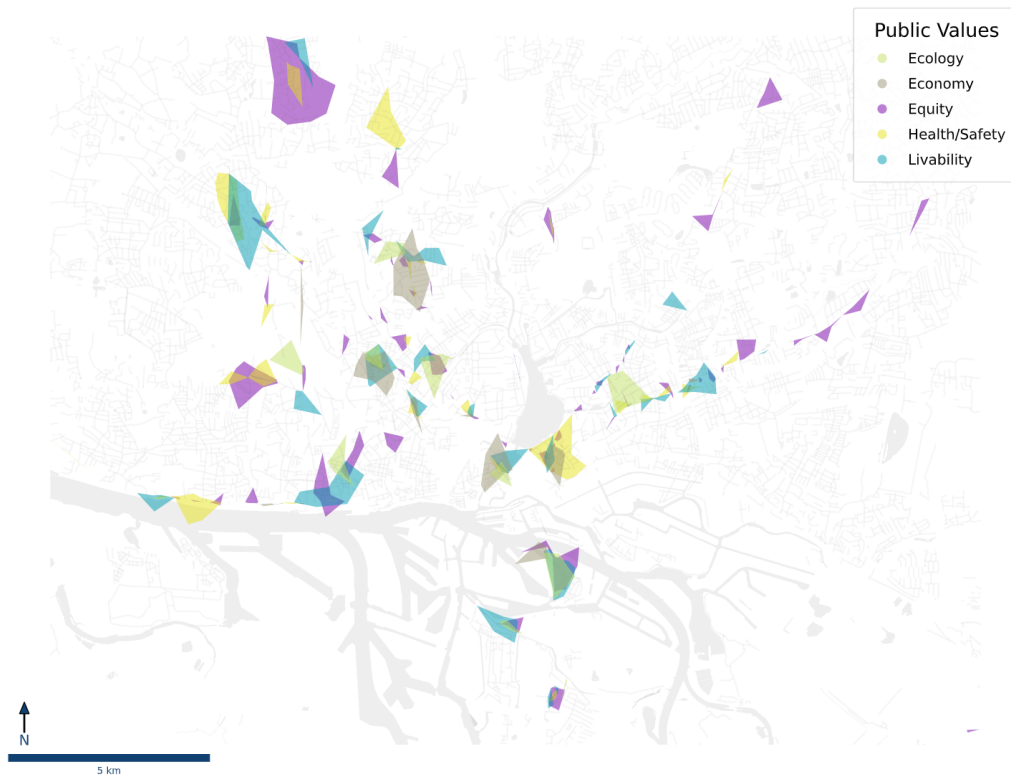 Public Values
Ecology
Economy
Equity
Health/Safety
Livability
N
5 km